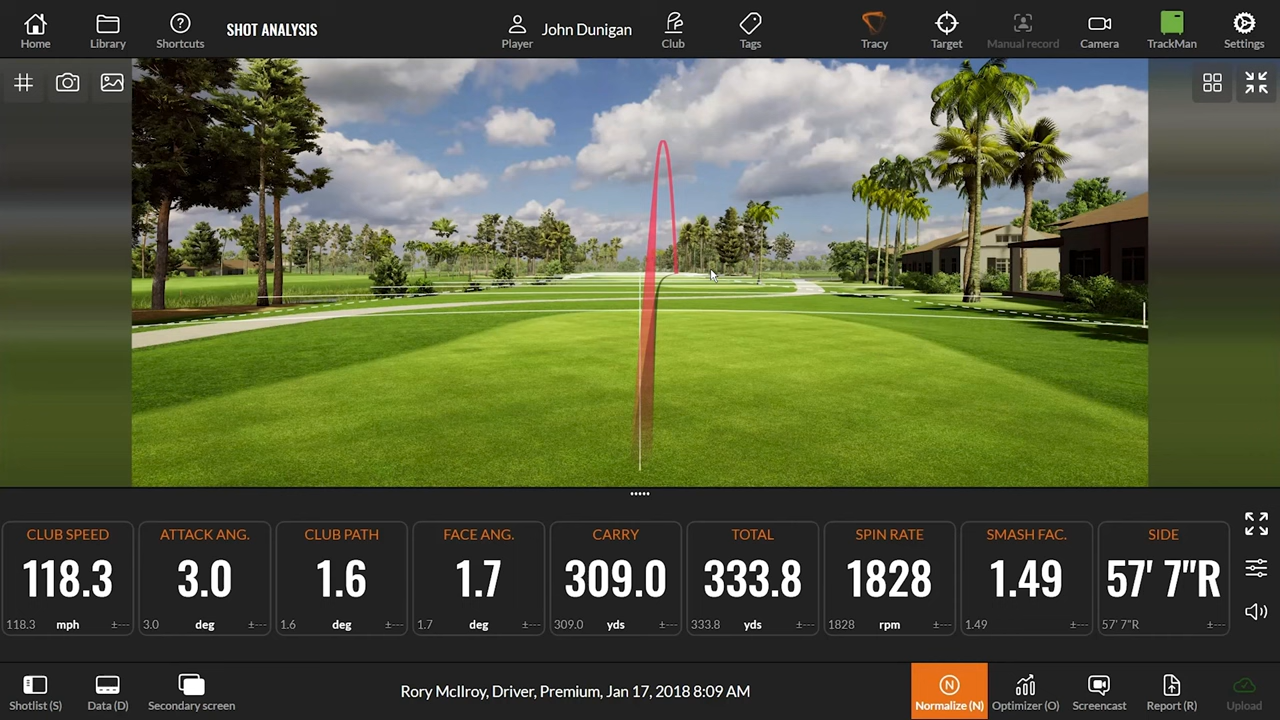 Home
Library
Shortcuts
SHOT ANALYSIS
Player
John Dunigan
Club
Tags
Tracy
Target
Manual record
Camera
TrackMan
Settings
CLUB SPEED
118.3
118.3 mph ±---
ATTACK ANG.
3.0
3.0 deg ±---
CLUB PATH
1.6
1.6 deg ±---
FACE ANG.
1.7
1.7 deg ±---
CARRY
309.0
309.0 yds ±---
TOTAL
333.8
333.8 yds ±---
SPIN RATE
1828
1828 rpm ±---
SMASH FAC.
1.49
1.49 ±---
SIDE
57' 7"R
57' 7"R ±---
Shotlist (S)
Data (D)
Secondary screen
Rory McIlroy, Driver, Premium, Jan 17, 2018 8:09 AM
N
Normalize (N)
Optimizer (O)
Screencast
Report (R)
Upload